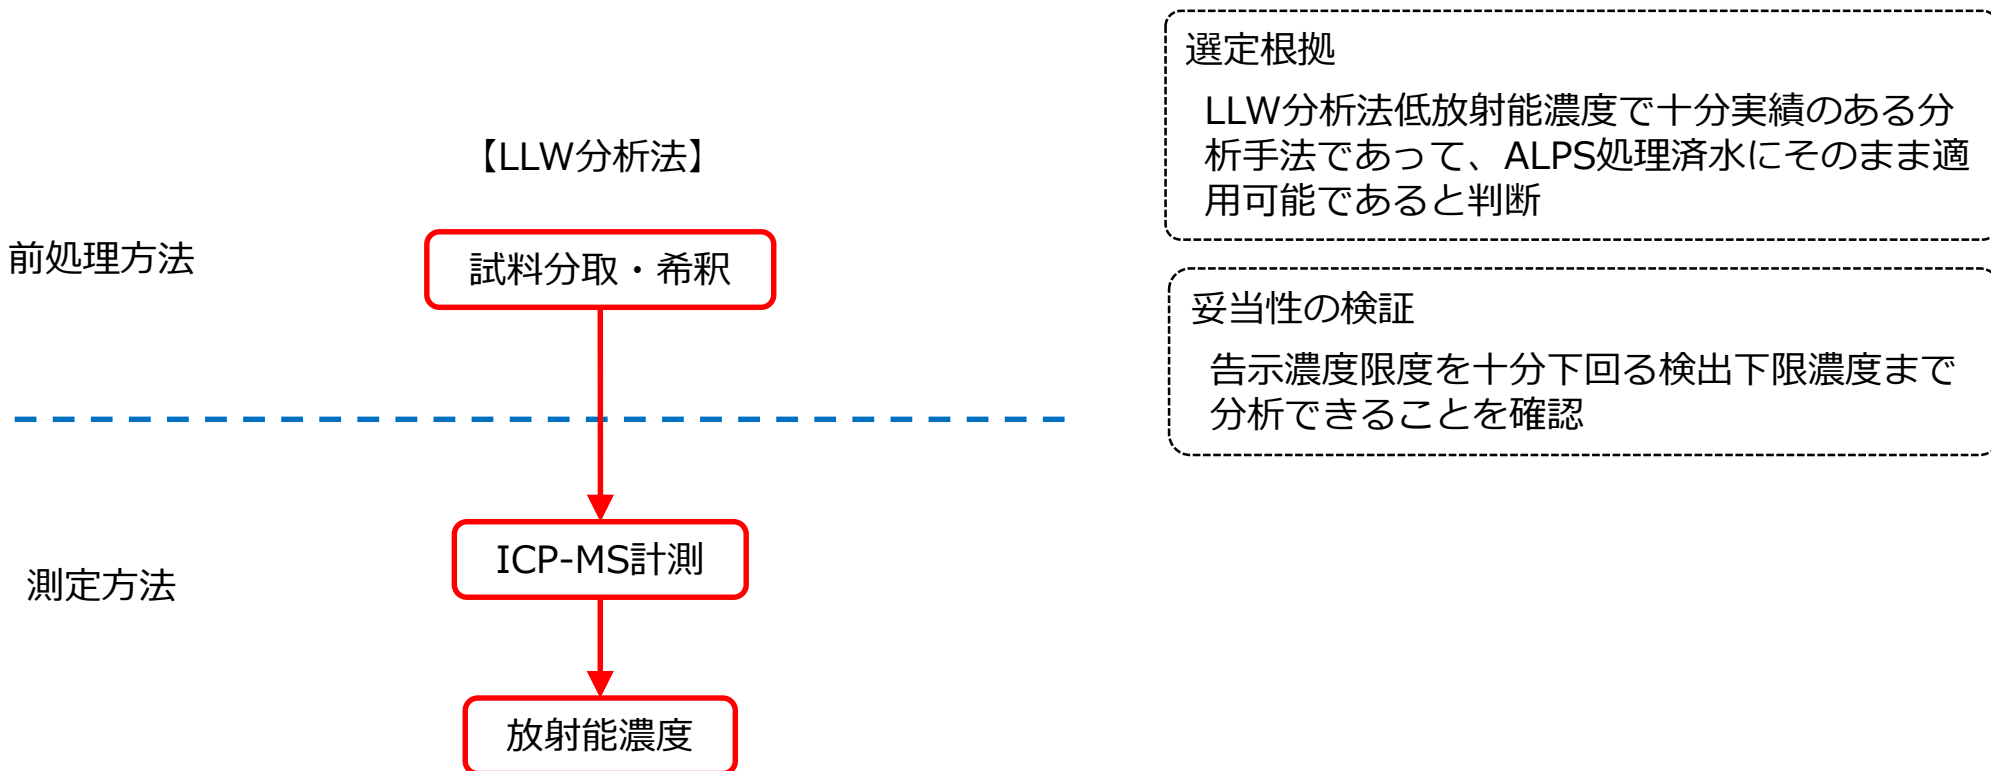 【LLW分析法】
前処理方法
試料分取・希釈
測定方法
ICP-MS計測
放射能濃度
選定根拠
LLW分析法低放射能濃度で十分実績のある分
析手法であって、ALPS処理済水にそのまま適
用可能であると判断
妥当性の検証
告示濃度限度を十分下回る検出下限濃度まで
分析できることを確認